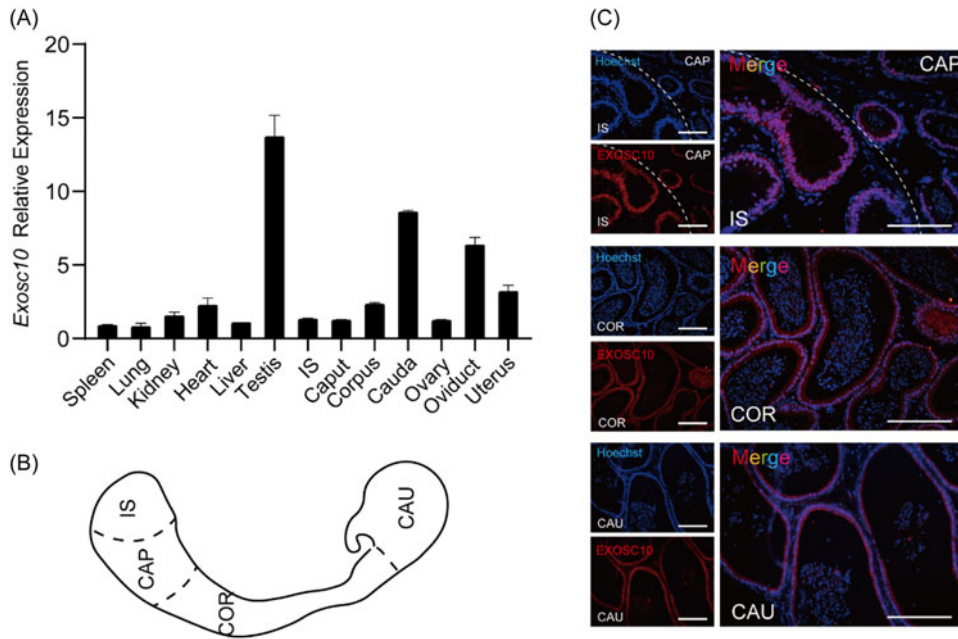 (A)
20
15
10
5
0
Exosc10 Relative Expression
Spleen
Lung
Kidney
Heart
Liver
Testis
IS
Caput
Corpus
Cauda
Ovary
Oviduct
Uterus
(B)
IS
CAP
COR
CAU
(C)
Hoechst
CAP
IS
EXOSC10
CAP
IS
Merge
CAP
IS
Hoechst
COR
EXOSC10
COR
Merge
COR
Hoechst
CAU
EXOSC10
CAU
Merge
CAU